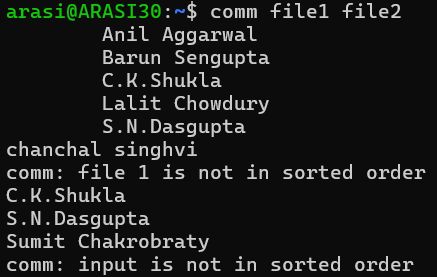 arasi@ARASI30:~$ comm file1 file2
Anil Aggarwal
Barun Sengupta
C.K.Shukla
Lalit Chowdury
S.N.Dasgupta
chanchal singhvi
comm: file 1 is not in sorted order
C.K.Shukla
S.N.Dasgupta
Sumit Chakrobraty
comm: input is not in sorted order